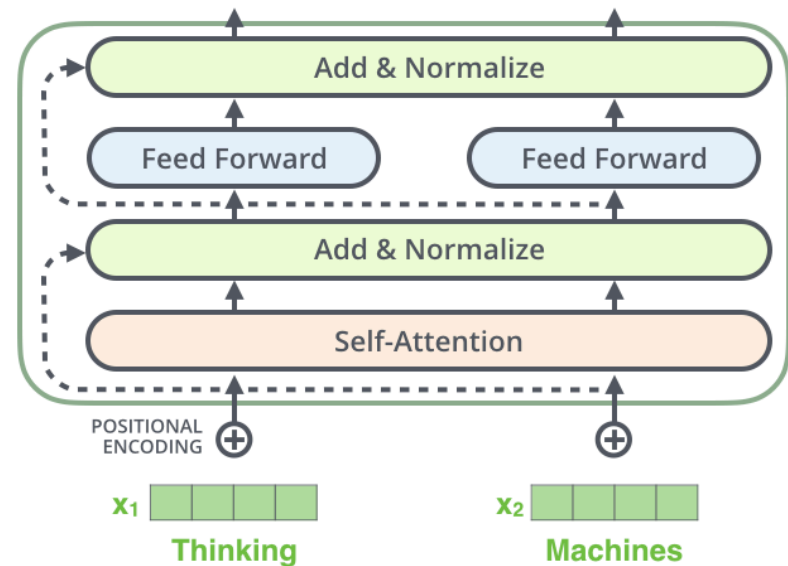 Add & Normalize
Feed Forward
Feed Forward
Add & Normalize
Self-Attention
POSITIONAL
ENCODING
x₁
x₂
Thinking
Machines